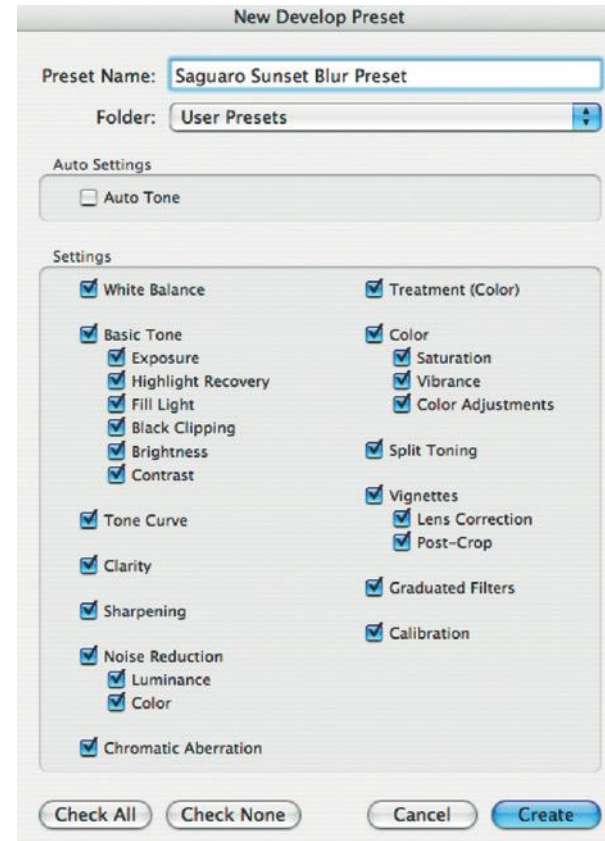 New Develop Preset
Preset Name: Saguaro Sunset Blur Preset
Folder: User Presets
Auto Settings
Auto Tone
Settings
White Balance
Basic Tone
Exposure
Highlight Recovery
Fill Light
Black Clipping
Brightness
Contrast
Tone Curve
Clarity
Sharpening
Noise Reduction
Luminance
Color
Chromatic Aberration
Treatment (Color)
Color
Saturation
Vibrance
Color Adjustments
Split Toning
Vignettes
Lens Correction
Post-Crop
Graduated Filters
Calibration
Check All
Check None
Cancel
Create